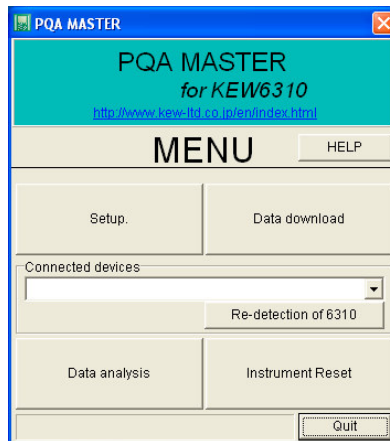 PQA MASTER
PQA MASTER
for KEW6310
http://www.kew-ltd.co.jp/en/index.html
MENU
HELP
Setup.
Data download
Connected devices
Re-detection of 6310
Data analysis
Instrument Reset
Quit